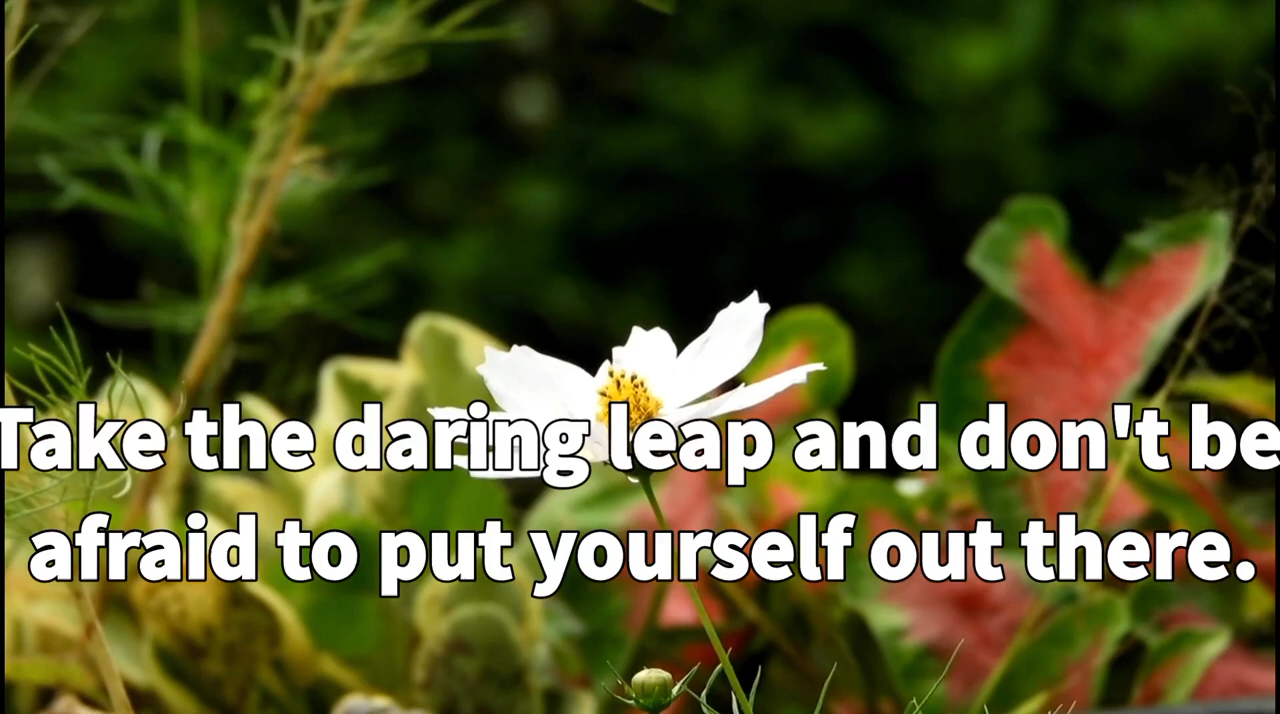 Take the daring leap and don't be
afraid to put yourself out there.